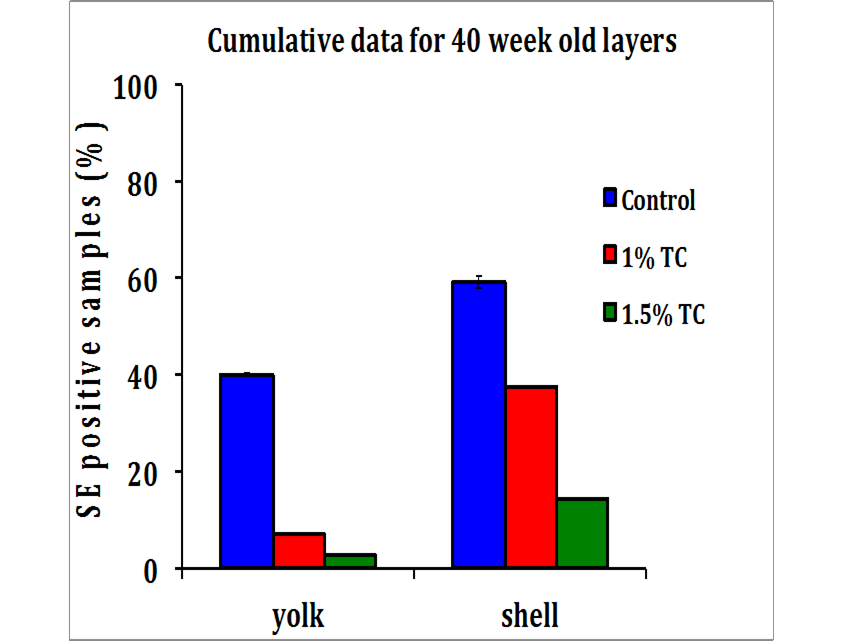 Cumulative data for 40 week old layers
SE positive samples (%)
100
80
60
40
20
0
Control
1% TC
1.5% TC
yolk
shell